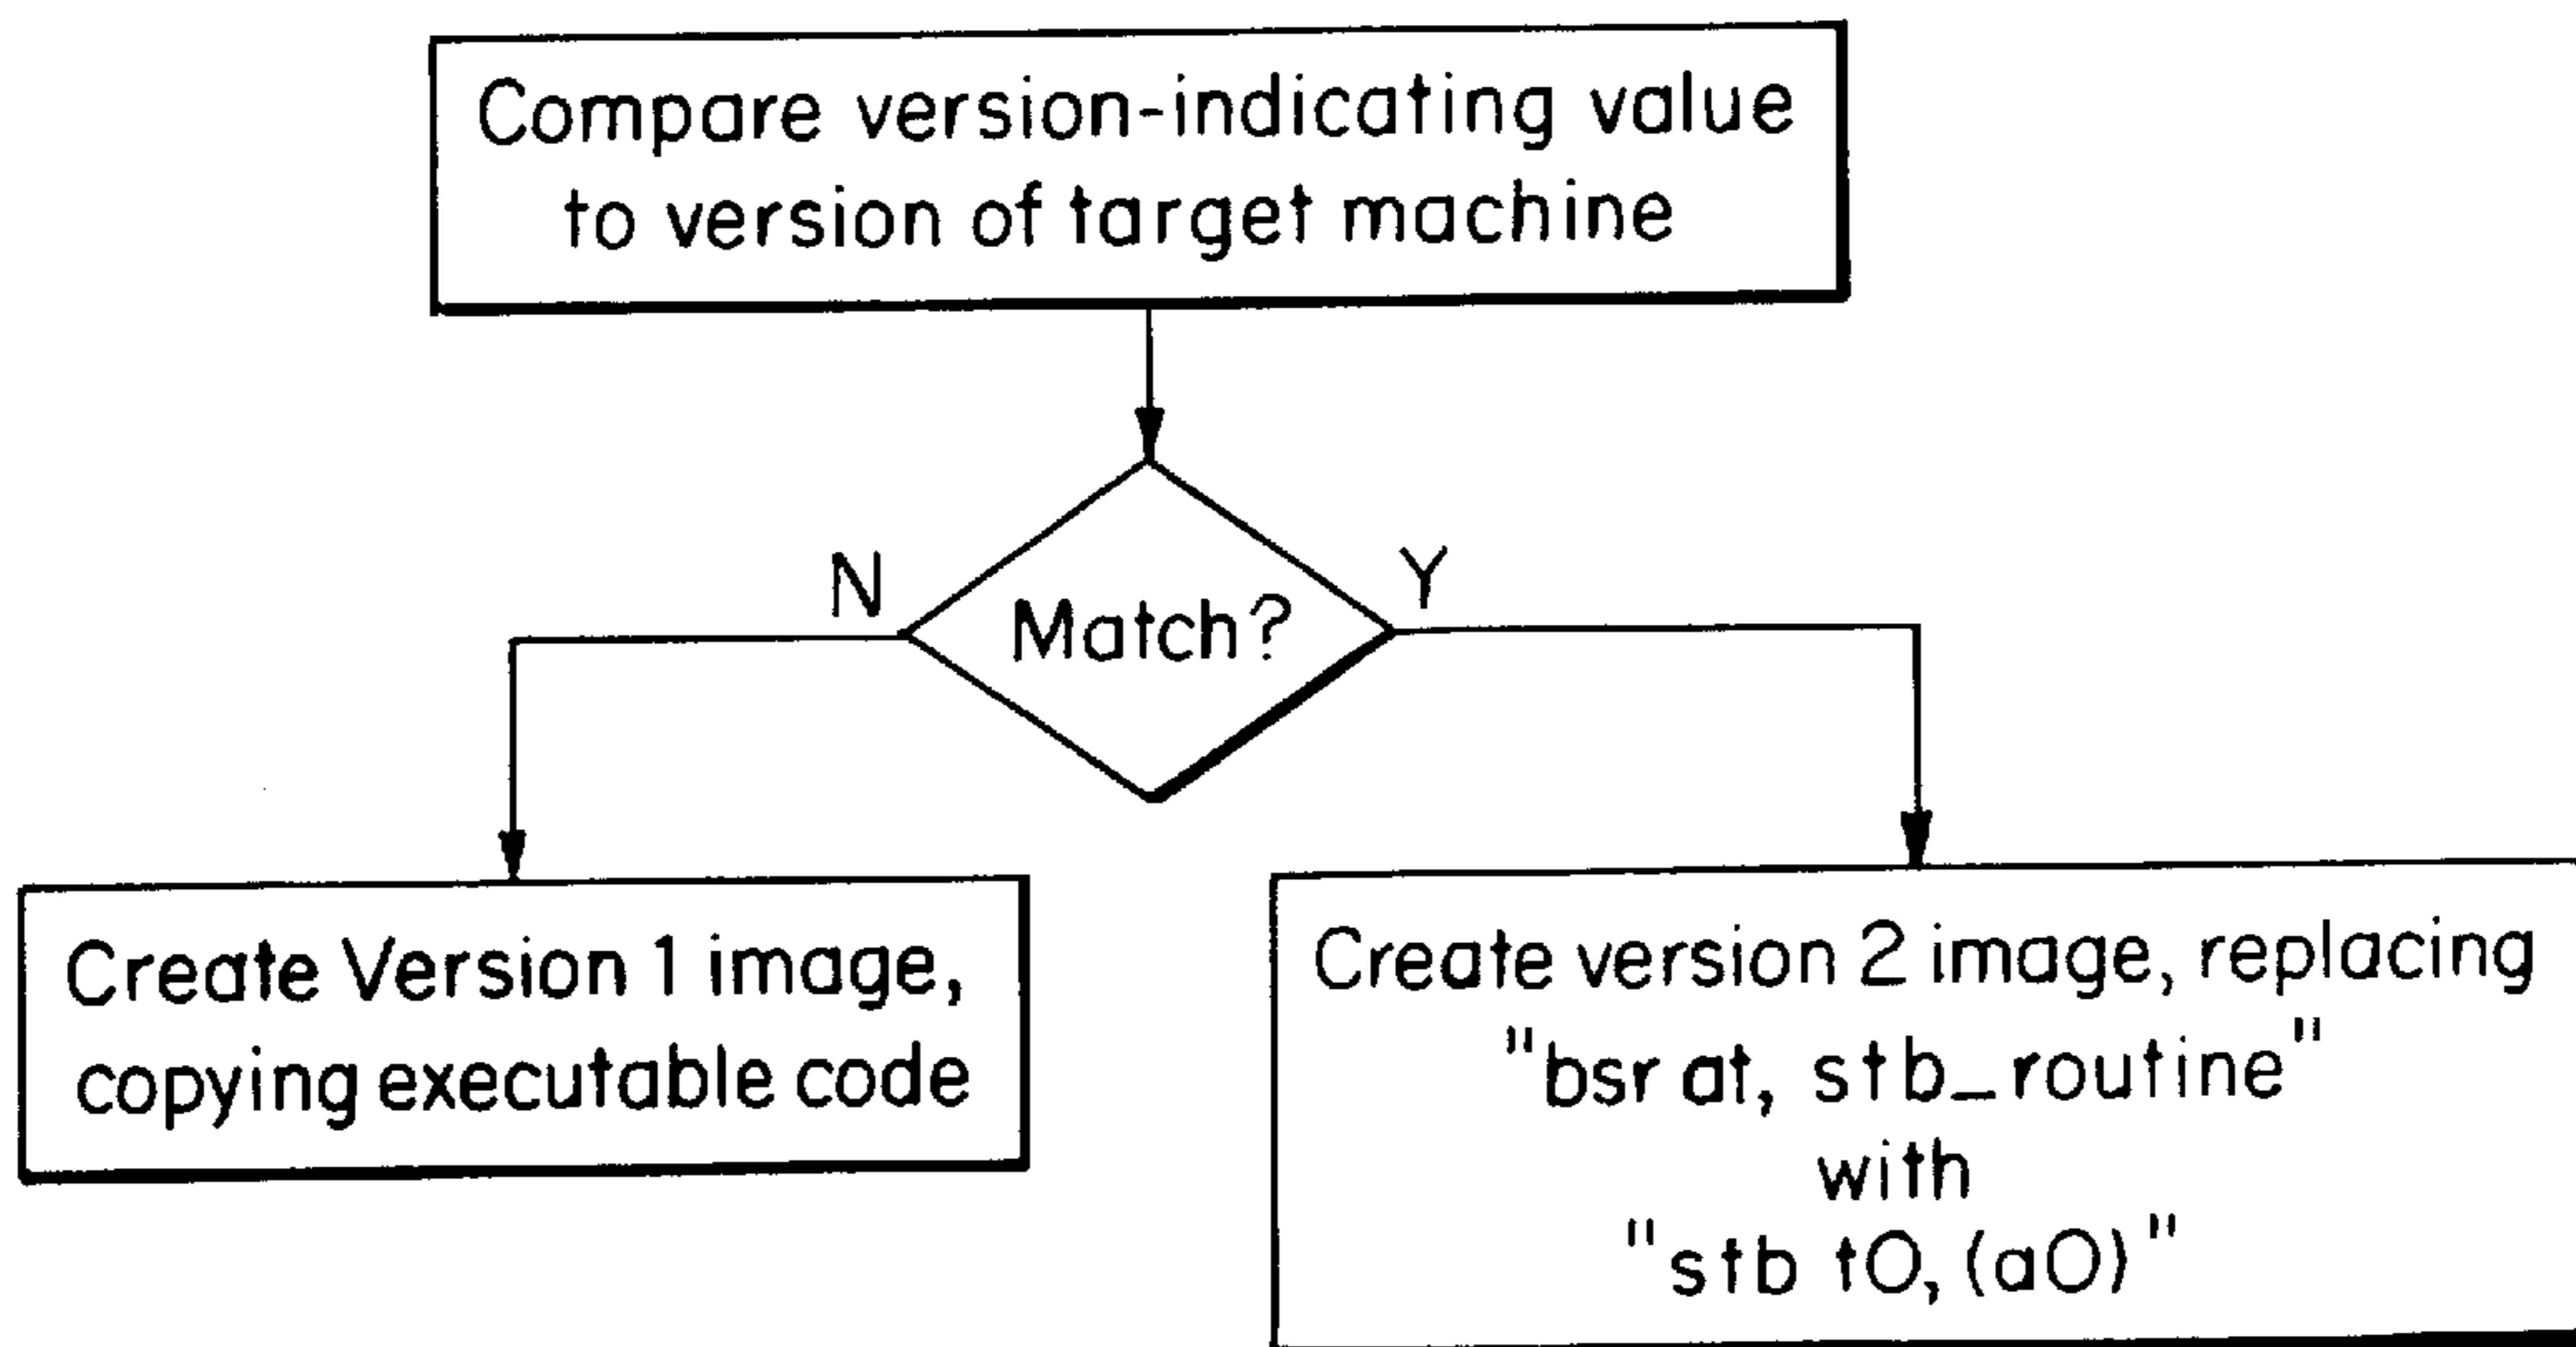 Compare version-indicating value
to version of target machine
N
Match?
Y
Create Version 1 image,
copying executable code
Create version 2 image, replacing
"bsr at, stb_routine"
with
"stb t0, (a0)"